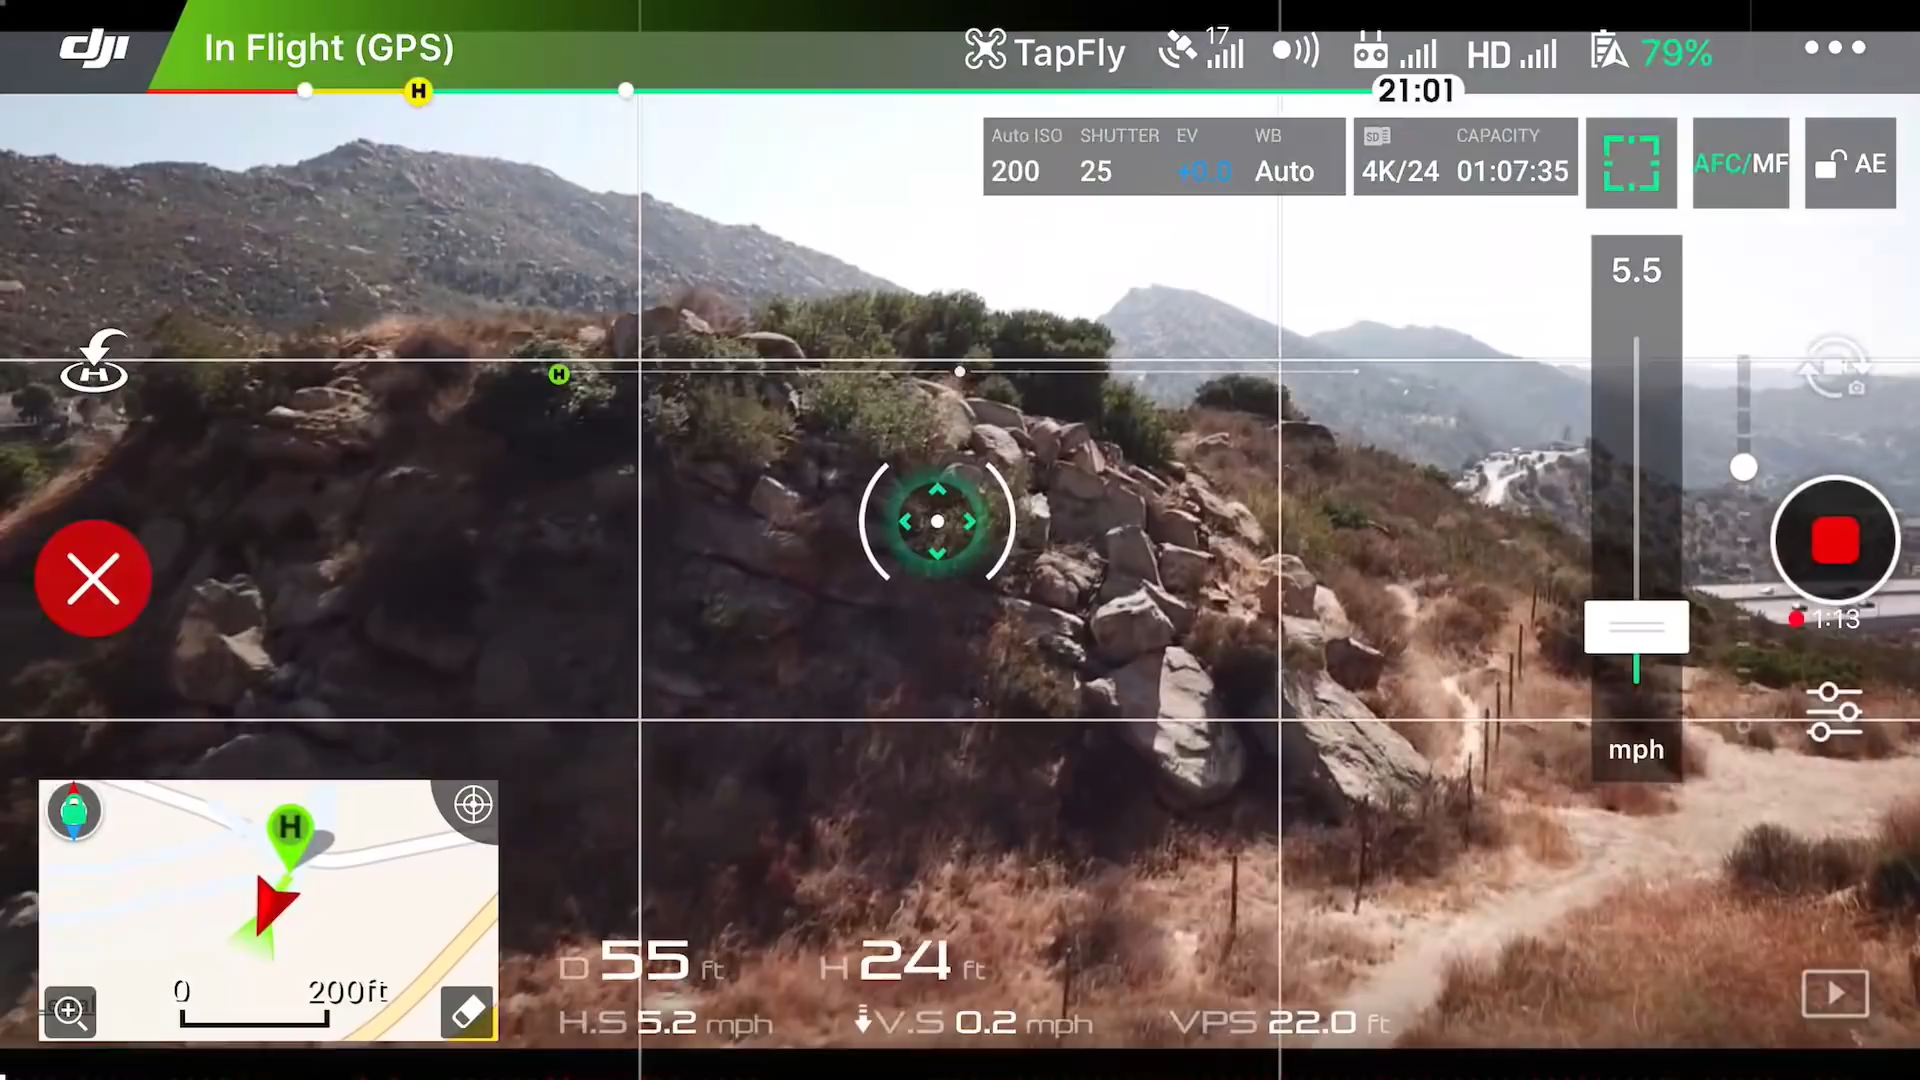 dji In Flight (GPS) TapFly 17 HD 79%
H 21:01
Auto ISO SHUTTER EV WB SD CAPACITY
200 25 +0.0 Auto 4K/24 01:07:35 AFC/MF AE
5.5
H
H
1:13
mph
H
D 55 ft H 24 ft
0 200ft
H.S 5.2 mph V.S 0.2 mph VPS 22.0 ft